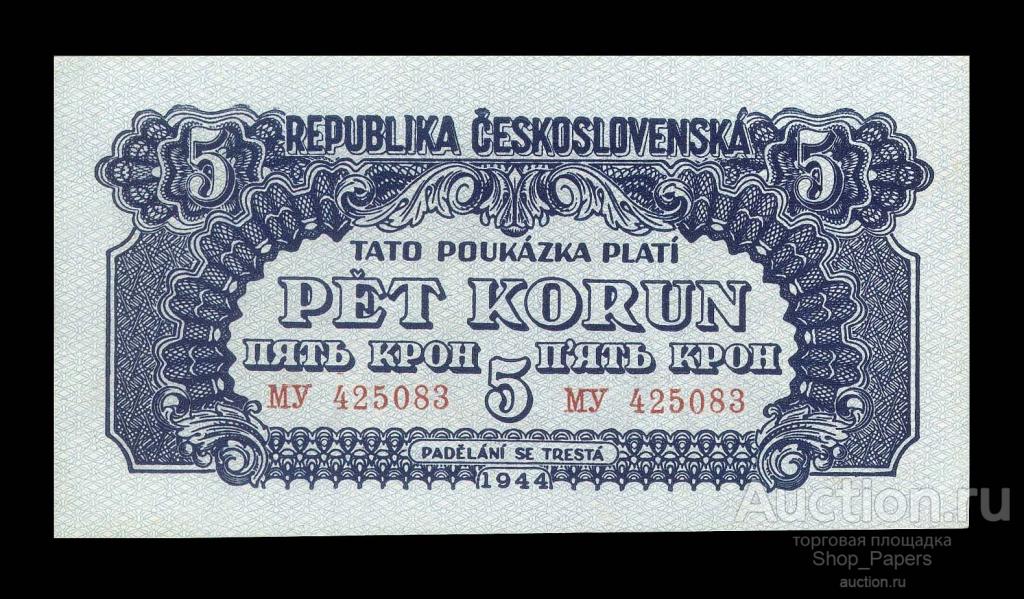 5 REPUBLIKA ČESKOSLOVENSKÁ 5
TATO POUKÁZKA PLATÍ
PĚT KORUN
ПЯТЬ КРОН 5 П'ЯТЬ КРОН
МУ 425083 МУ 425083
PADĚLÁNÍ SE TRESTÁ
1944
Auction.ru
торговая площадка
Shop_Papers
auction.ru